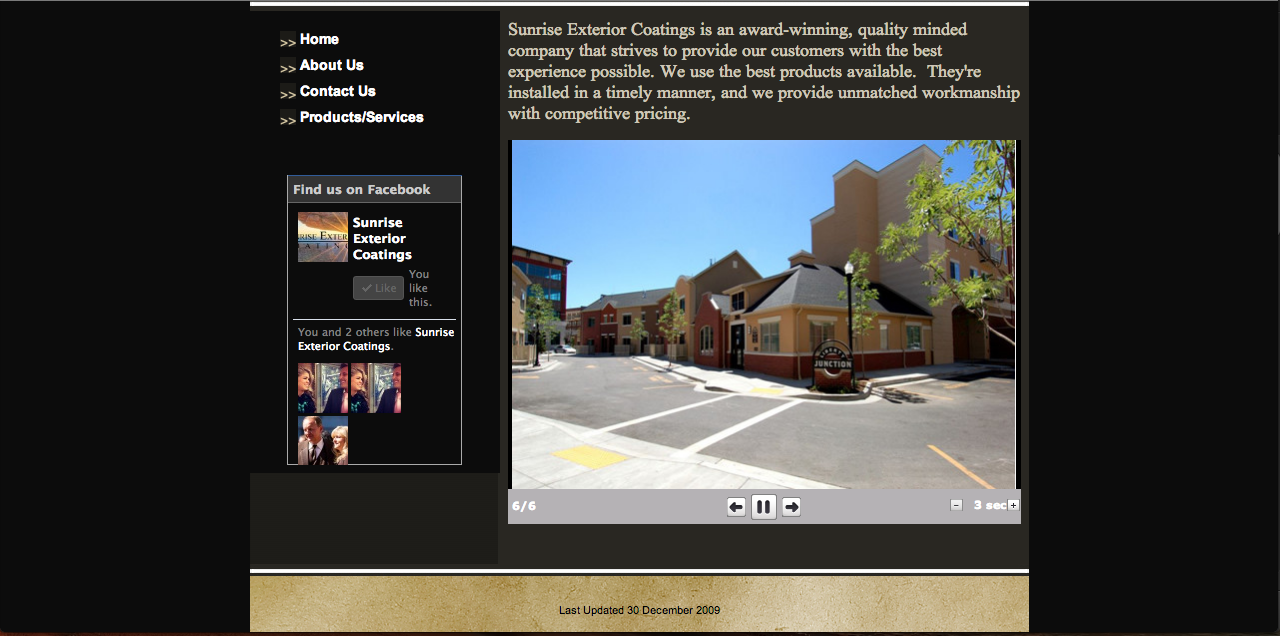 >> Home
>> About Us
>> Contact Us
>> Products/Services
Find us on Facebook
Sunrise
Exterior
Coatings
Like
You
like
this.
You and 2 others like Sunrise
Exterior Coatings.
Sunrise Exterior Coatings is an award-winning, quality minded
company that strives to provide our customers with the best
experience possible. We use the best products available.  They're
installed in a timely manner, and we provide unmatched workmanship
with competitive pricing.
JUNCTION
6/6
- 3 sec +
Last Updated 30 December 2009